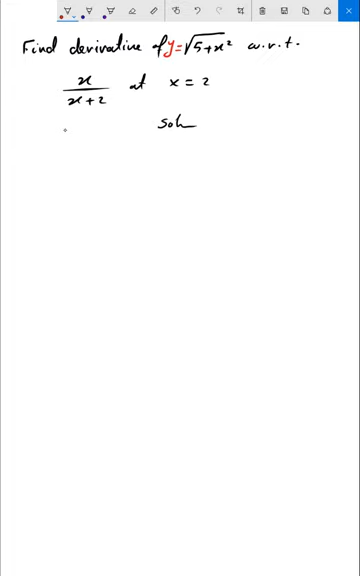 Find derivative of y=√5+x² w.r.t.
x/x+2 at x = 2
soln